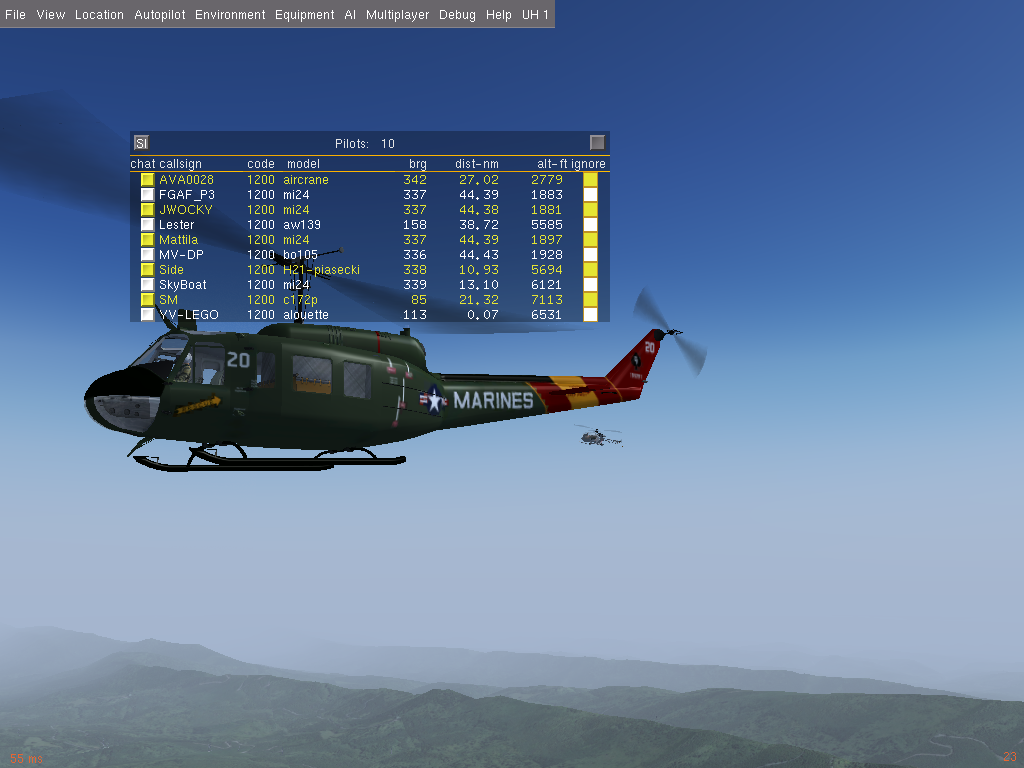 File View Location Autopilot Environment Equipment AI Multiplayer Debug Help UH 1
SI Pilots: 10
chat callsign code model brg dist-nm alt-ft ignore
AVA0028 1200 aircrane 342 27.02 2779
FGAF_P3 1200 mi24 337 44.39 1883
JWOCKY 1200 mi24 337 44.38 1881
Lester 1200 aw139 158 38.72 5585
Mattila 1200 mi24 337 44.39 1897
MV-DP 1200 bo105 336 44.43 1928
Side 1200 H21-piasecki 338 10.93 5694
SkyBoat 1200 mi24 339 13.10 6121
SM 1200 c172p 85 21.32 7113
VV-LEGO 1200 alouette 113 0.07 6531
20
20
MARINES
55 ms
23